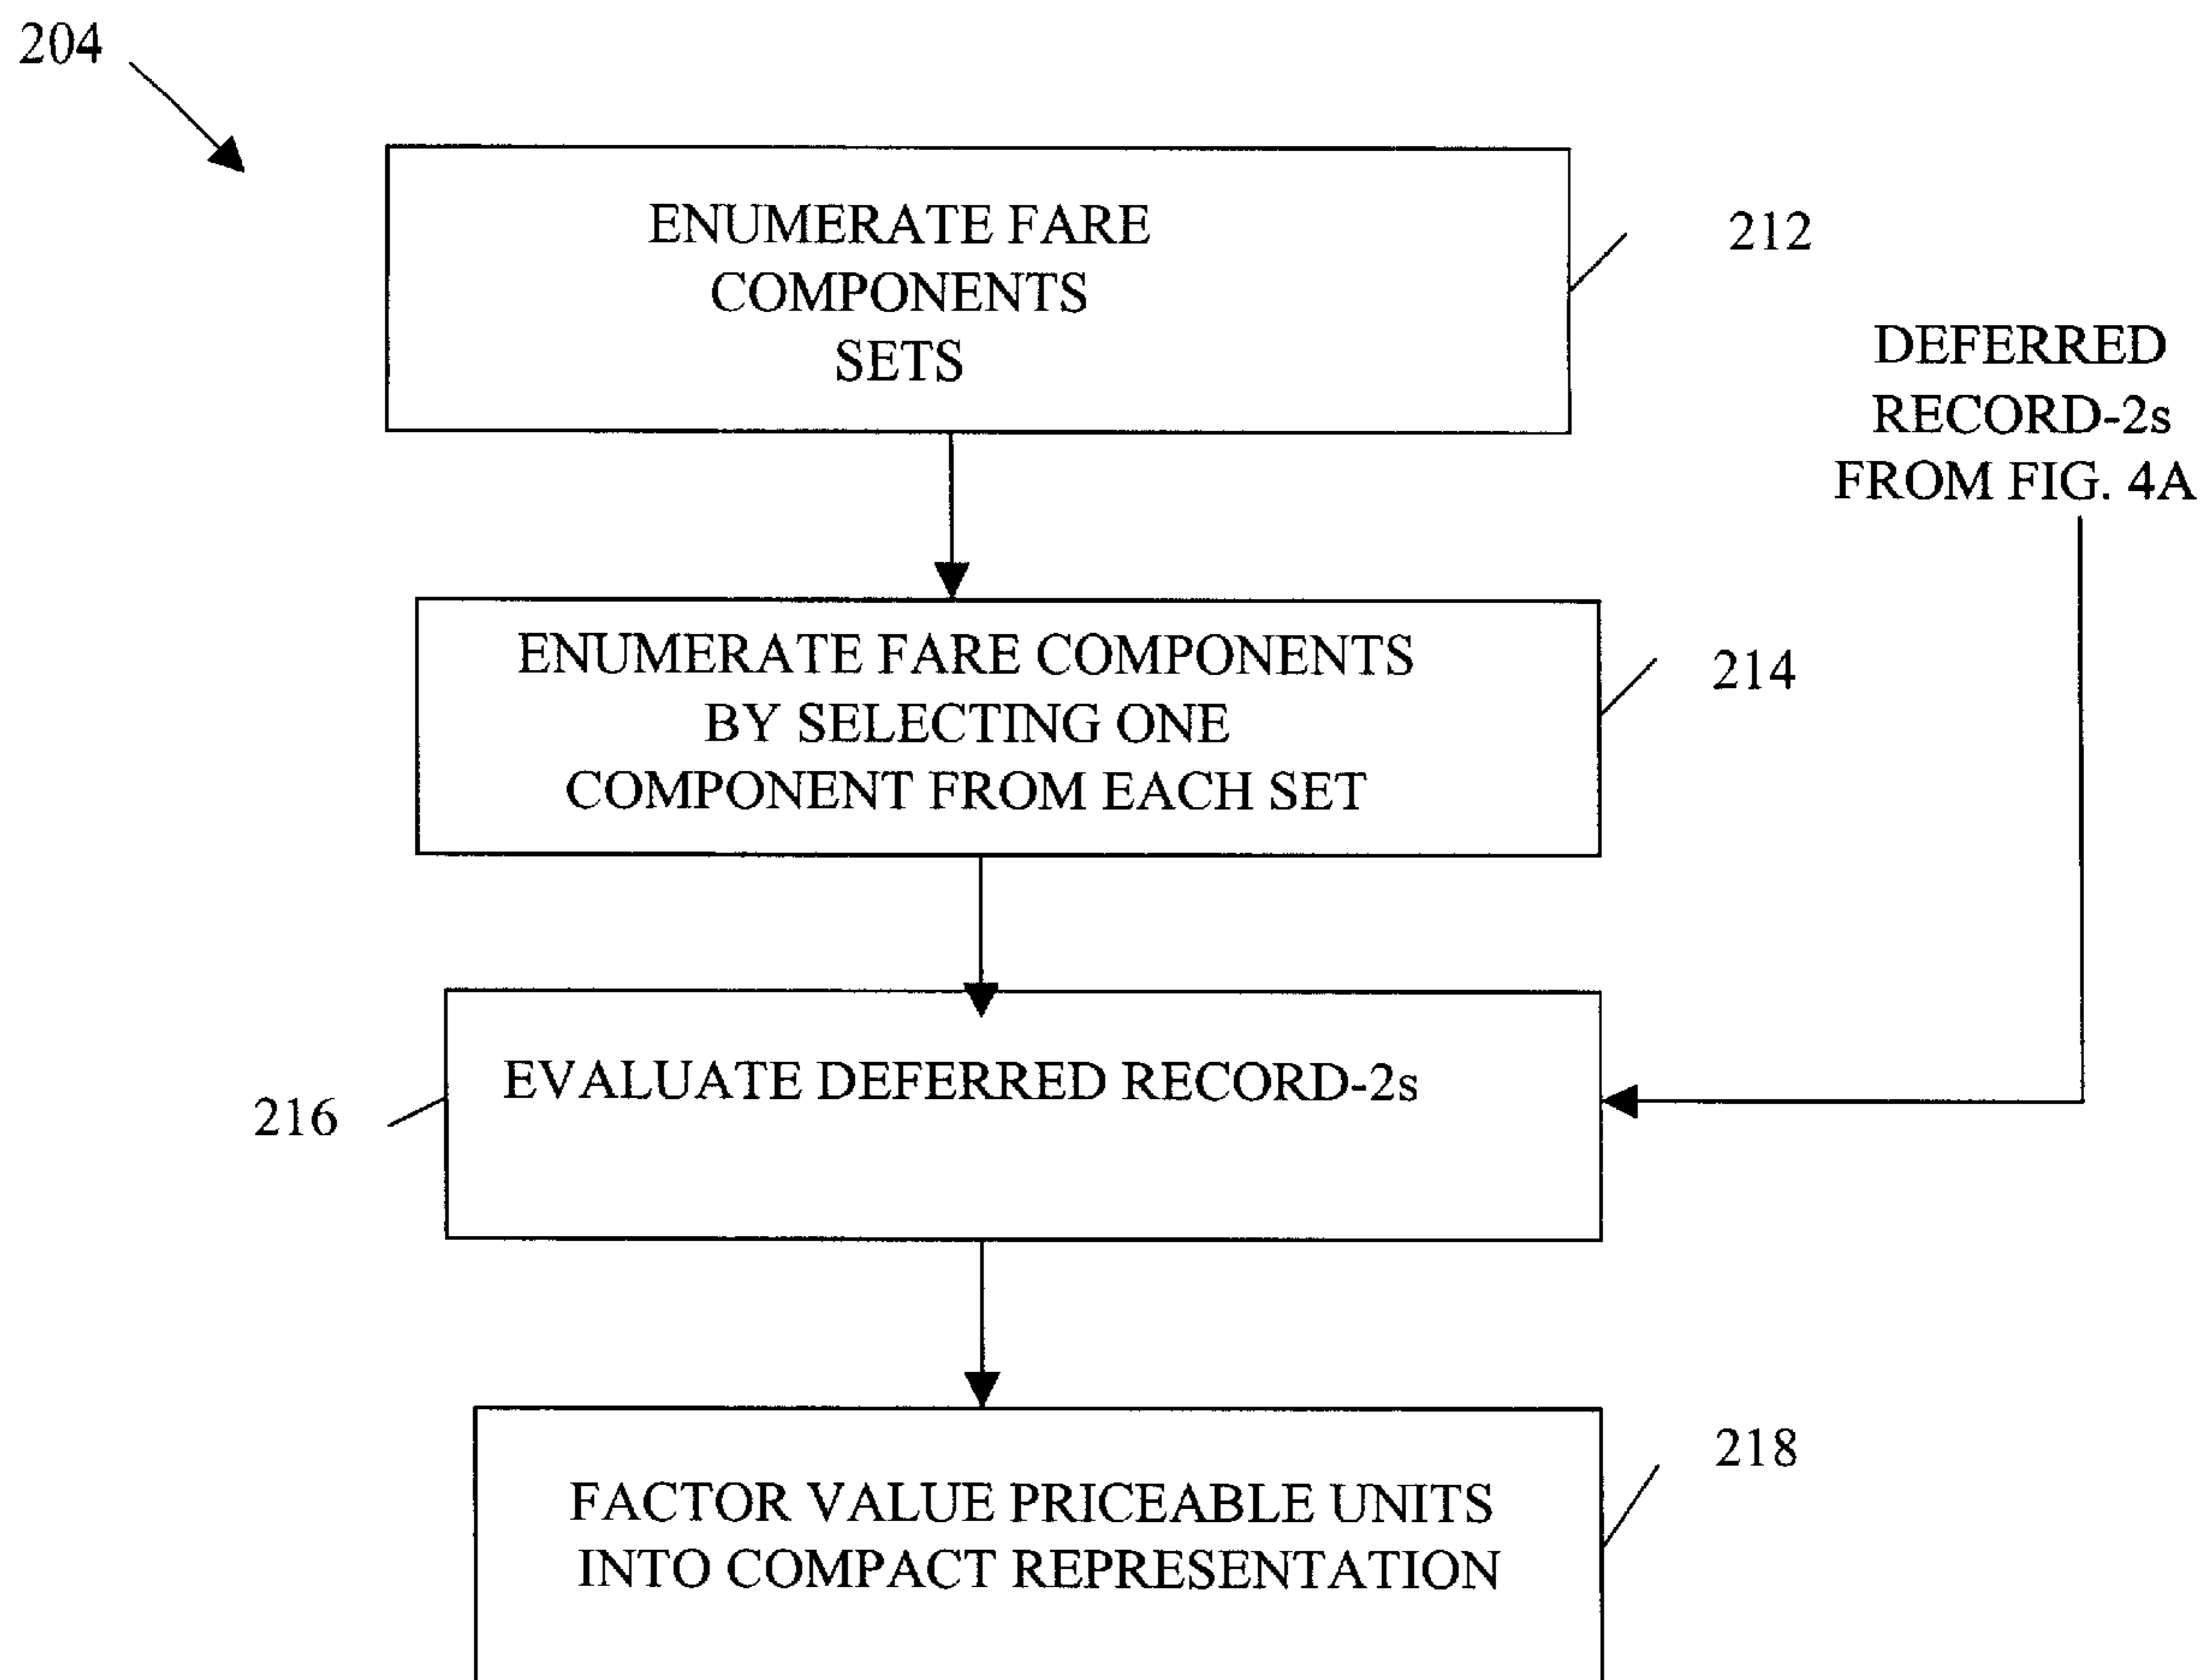 204
ENUMERATE FARE
COMPONENTS
SETS
212
DEFERRED
RECORD-2s
FROM FIG. 4A
ENUMERATE FARE COMPONENTS
BY SELECTING ONE
COMPONENT FROM EACH SET
214
EVALUATE DEFERRED RECORD-2s
216
FACTOR VALUE PRICEABLE UNITS
INTO COMPACT REPRESENTATION
218